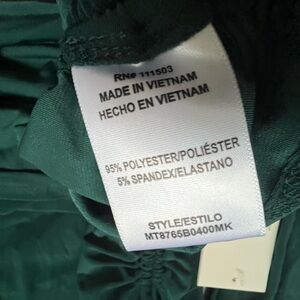 RN# 111503
MADE IN VIETNAM
HECHO EN VIETNAM
95% POLYESTER/POLIÉSTER
5% SPANDEX/ELASTANO
STYLE/ESTILO
MT8765B0400MK